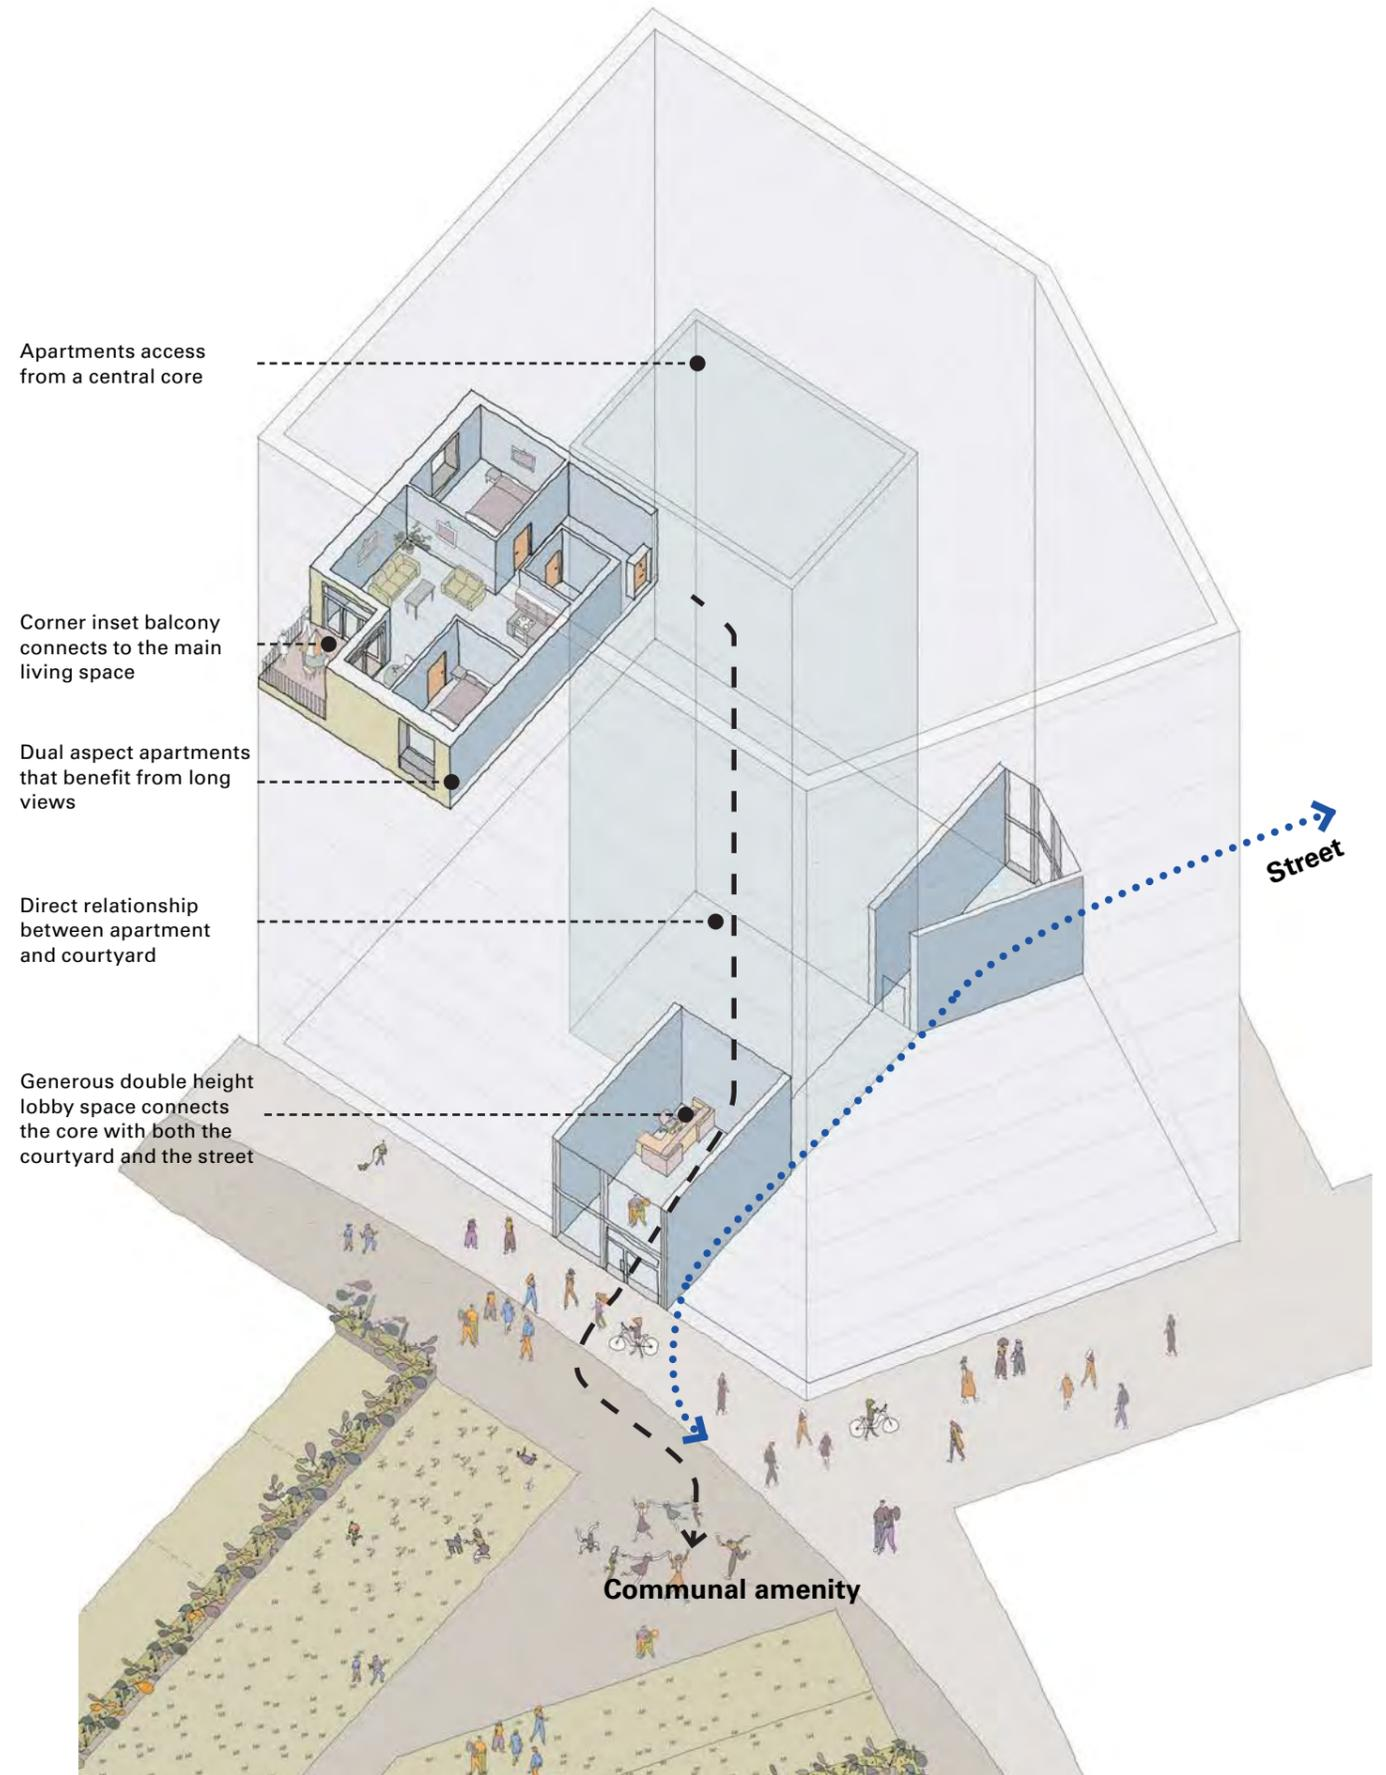 Apartments access
from a central core
Corner inset balcony
connects to the main
living space
Dual aspect apartments
that benefit from long
views
Street
Direct relationship
between apartment
and courtyard
Generous double height
lobby space connects
the core with both the
courtyard and the street
Communal amenity